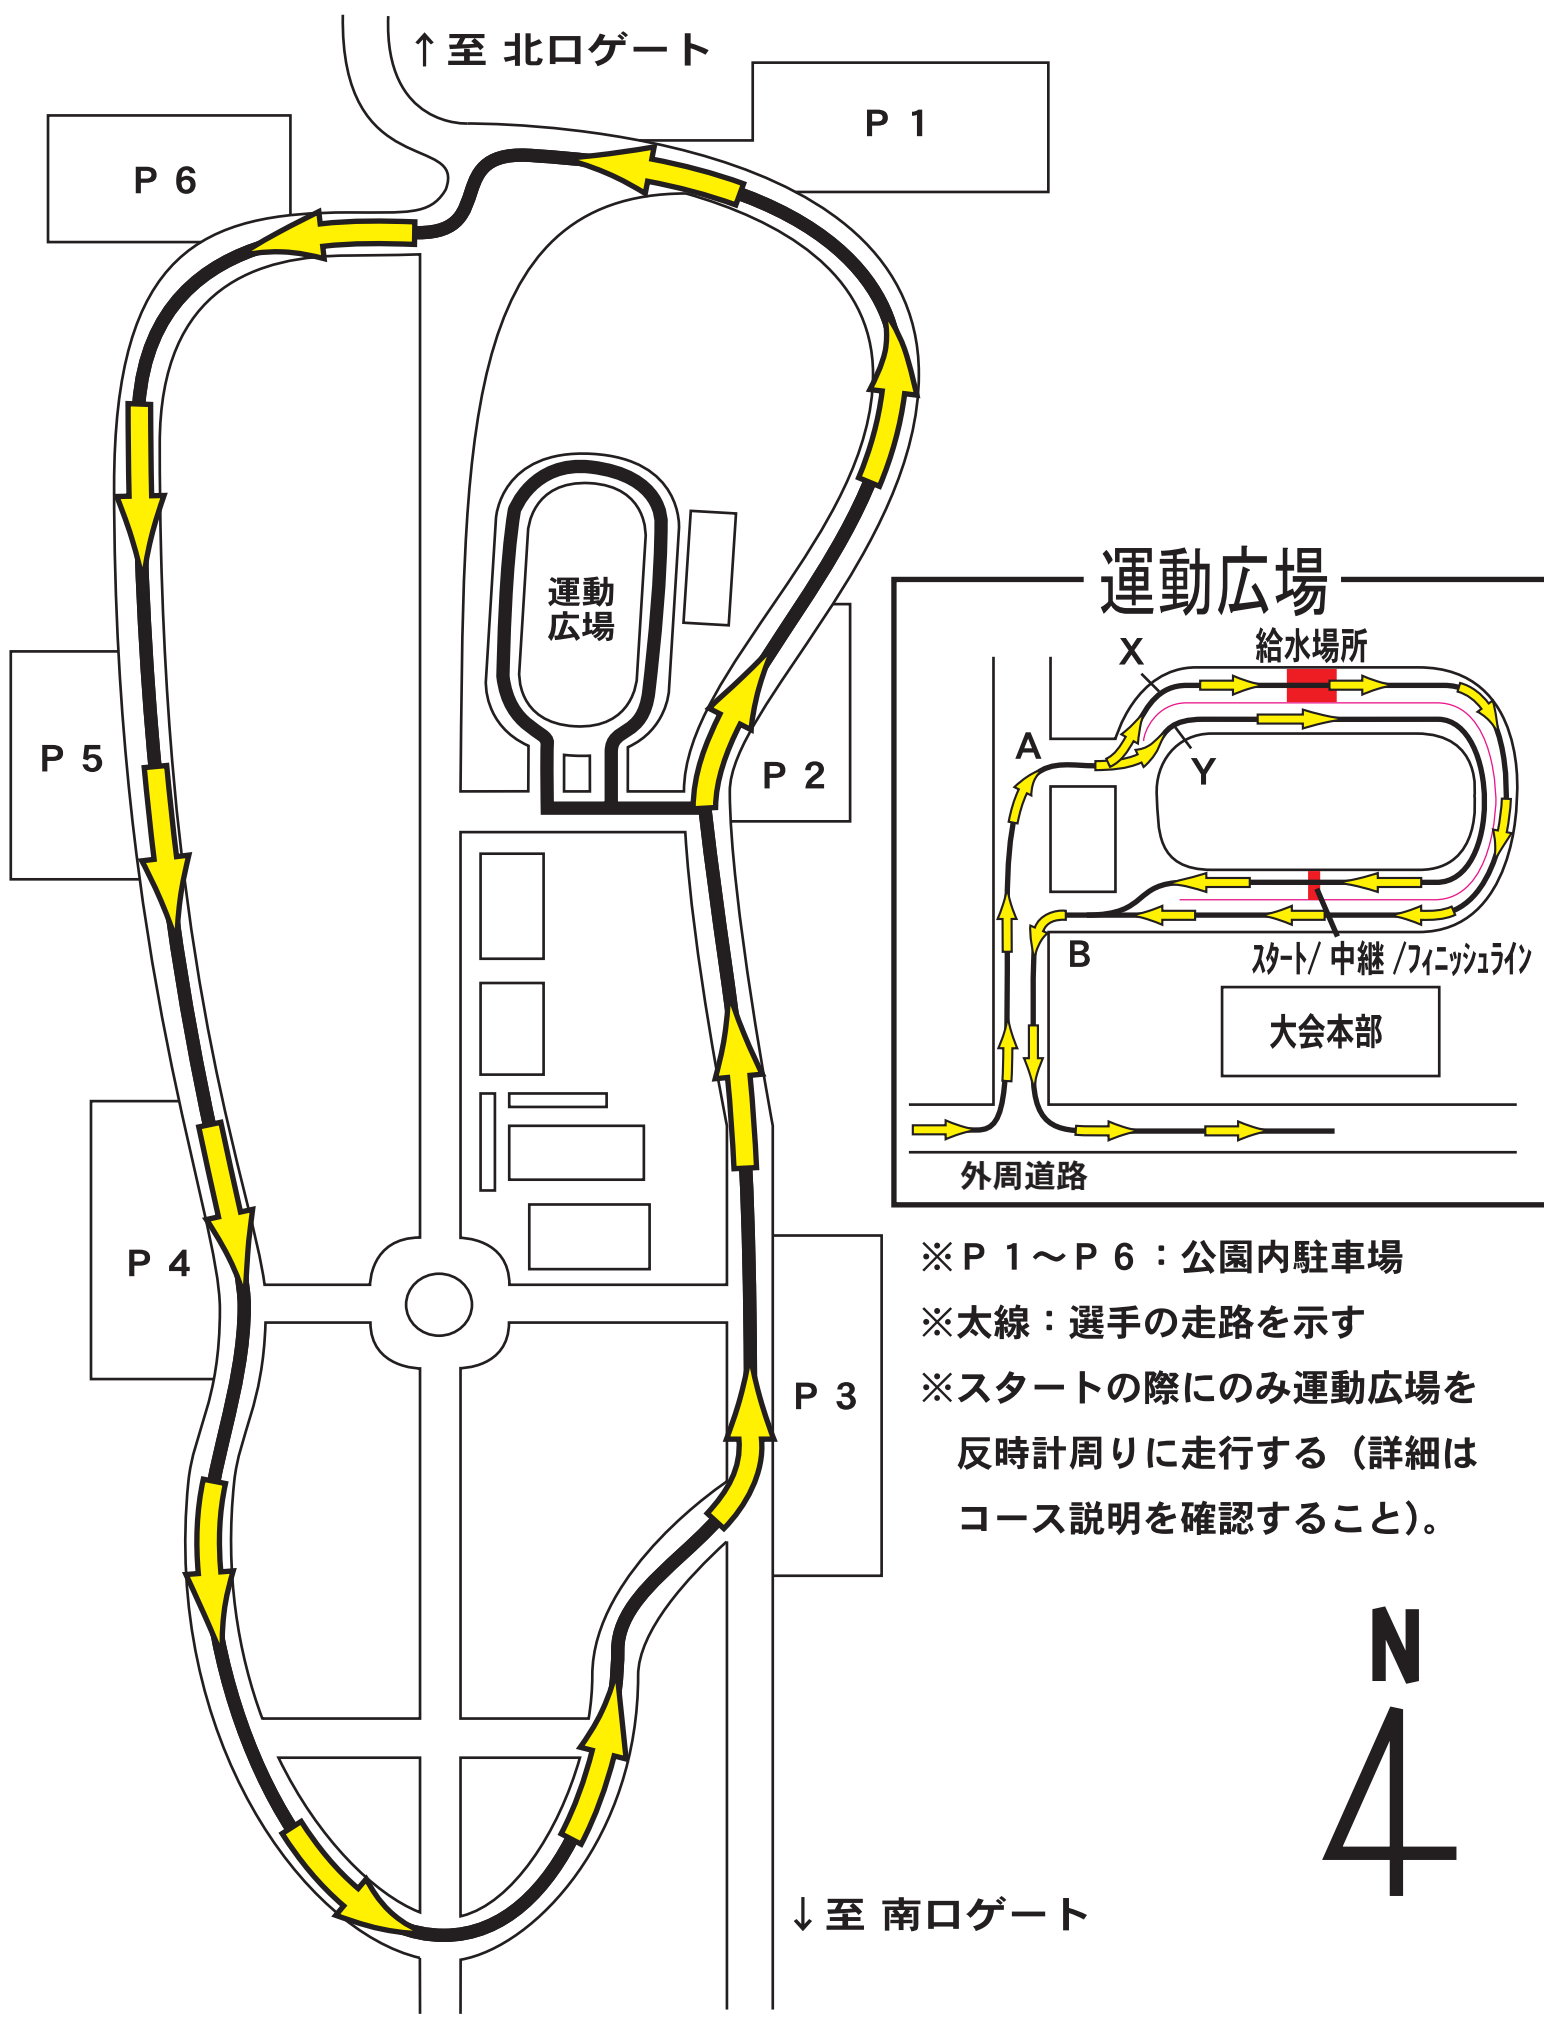 ↑至 北口ゲート
P 1
P 6
運動
広場
運動広場
給水場所
X
A
Y
P 5
P 2
B
スタート/ 中継 /フィニッシュライン
大会本部
外周道路
P 4
※P 1～P 6：公園内駐車場
※太線：選手の走路を示す
※スタートの際にのみ運動広場を
反時計周りに走行する（詳細は
コース説明を確認すること）。
P 3
N
4
↓至 南口ゲート